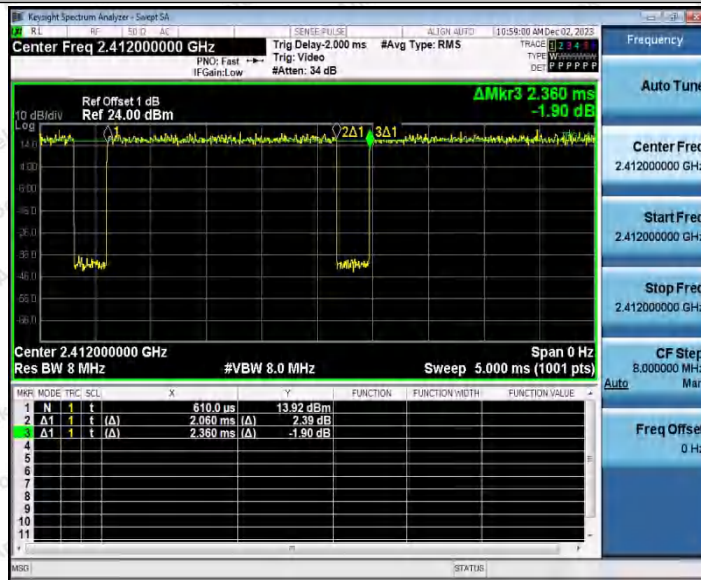 Keysight Spectrum Analyzer - Swept SA
RL RF 50 Ω AC SENSE:PULSE ALIGN AUTO 10:59:00 AM Dec 02, 2023
Center Freq 2.412000000 GHz
PNO: Fast
IFGain:Low
Trig Delay-2.000 ms
Trig: Video
#Atten: 34 dB
#Avg Type: RMS
TRACE 1 2 3 4 5 6
TYPE W
DET P P P P P P
ΔMkr3 2.360 ms
-1.90 dB
Ref Offset 1 dB
10 dB/div Ref 24.00 dBm
Log
1 2Δ1 3Δ1
14.0
4.00
-6.00
-16.0
-26.0
-36.0
-46.0
-56.0
-66.0
Center 2.412000000 GHz Span 0 Hz
Res BW 8 MHz #VBW 8.0 MHz Sweep 5.000 ms (1001 pts)
MKR MODE TRC SCL X Y FUNCTION FUNCTION WIDTH FUNCTION VALUE
1 N 1 t 610.0 µs 13.92 dBm
2 Δ1 1 t (Δ) 2.060 ms (Δ) 2.39 dB
3 Δ1 1 t (Δ) 2.360 ms (Δ) -1.90 dB
4
5
6
7
8
9
10
11
MSG STATUS
Frequency
Auto Tune
Center Freq
2.412000000 GHz
Start Freq
2.412000000 GHz
Stop Freq
2.412000000 GHz
CF Step
8.000000 MHz
Auto Man
Freq Offset
0 Hz